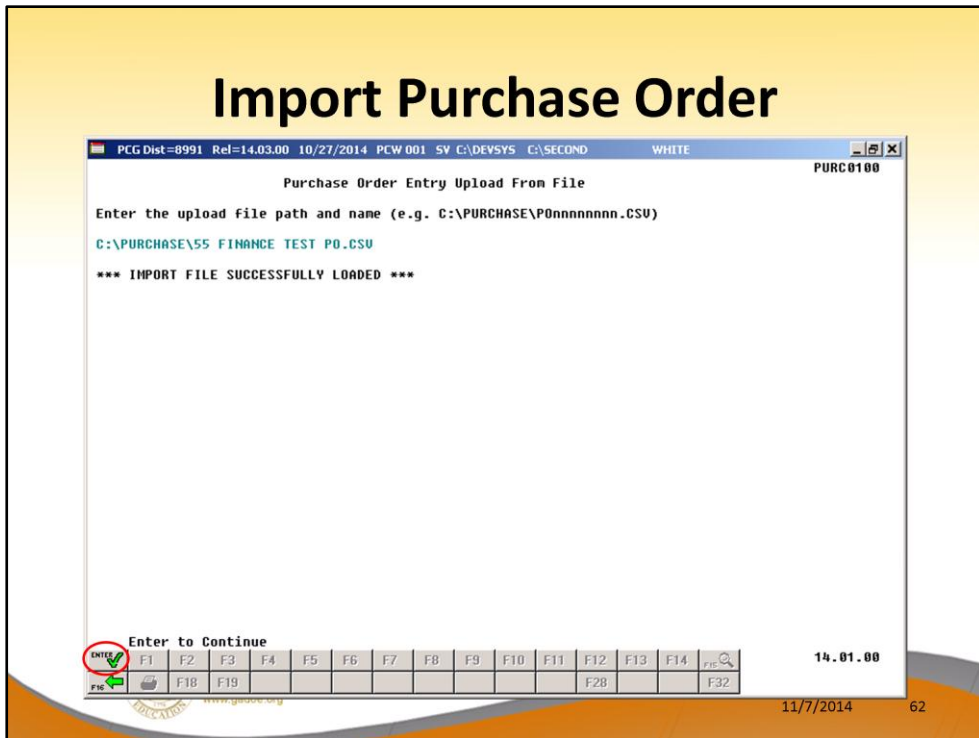 Import Purchase Order
PCG Dist=8991 Rel=14.03.00 10/27/2014 PCW 001 SV C:\DEVSYS C:\SECOND WHITE
PURC0100
Purchase Order Entry Upload From File
Enter the upload file path and name (e.g. C:\PURCHASE\POnnnnnnnn.CSV)
C:\PURCHASE\55 FINANCE TEST PO.CSV
*** IMPORT FILE SUCCESSFULLY LOADED ***
Enter to Continue
ENTER F1 F2 F3 F4 F5 F6 F7 F8 F9 F10 F11 F12 F13 F14 F15
14.01.00
F16 F18 F19 F28 F32
EDUCATION
www.gadoe.org
11/7/2014 62